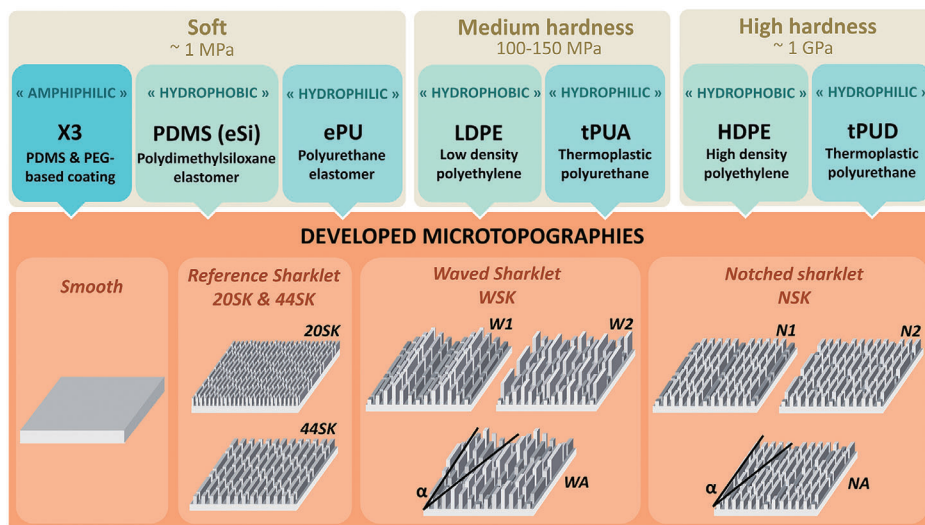 Soft
~ 1 MPa
Medium hardness
100-150 MPa
High hardness
~ 1 GPa
« AMPHIPHILIC »
X3
PDMS & PEG-
based coating
« HYDROPHOBIC »
PDMS (eSi)
Polydimethylsiloxane
elastomer
« HYDROPHILIC »
ePU
Polyurethane
elastomer
« HYDROPHOBIC »
LDPE
Low density
polyethylene
« HYDROPHILIC »
tPUA
Thermoplastic
polyurethane
« HYDROPHOBIC »
HDPE
High density
polyethylene
« HYDROPHILIC »
tPUD
Thermoplastic
polyurethane
DEVELOPED MICROTOPOGRAPHIES
Smooth
Reference Sharklet
20SK & 44SK
20SK
44SK
Waved Sharklet
WSK
W1
W2
α
WA
Notched sharklet
NSK
N1
N2
α
NA